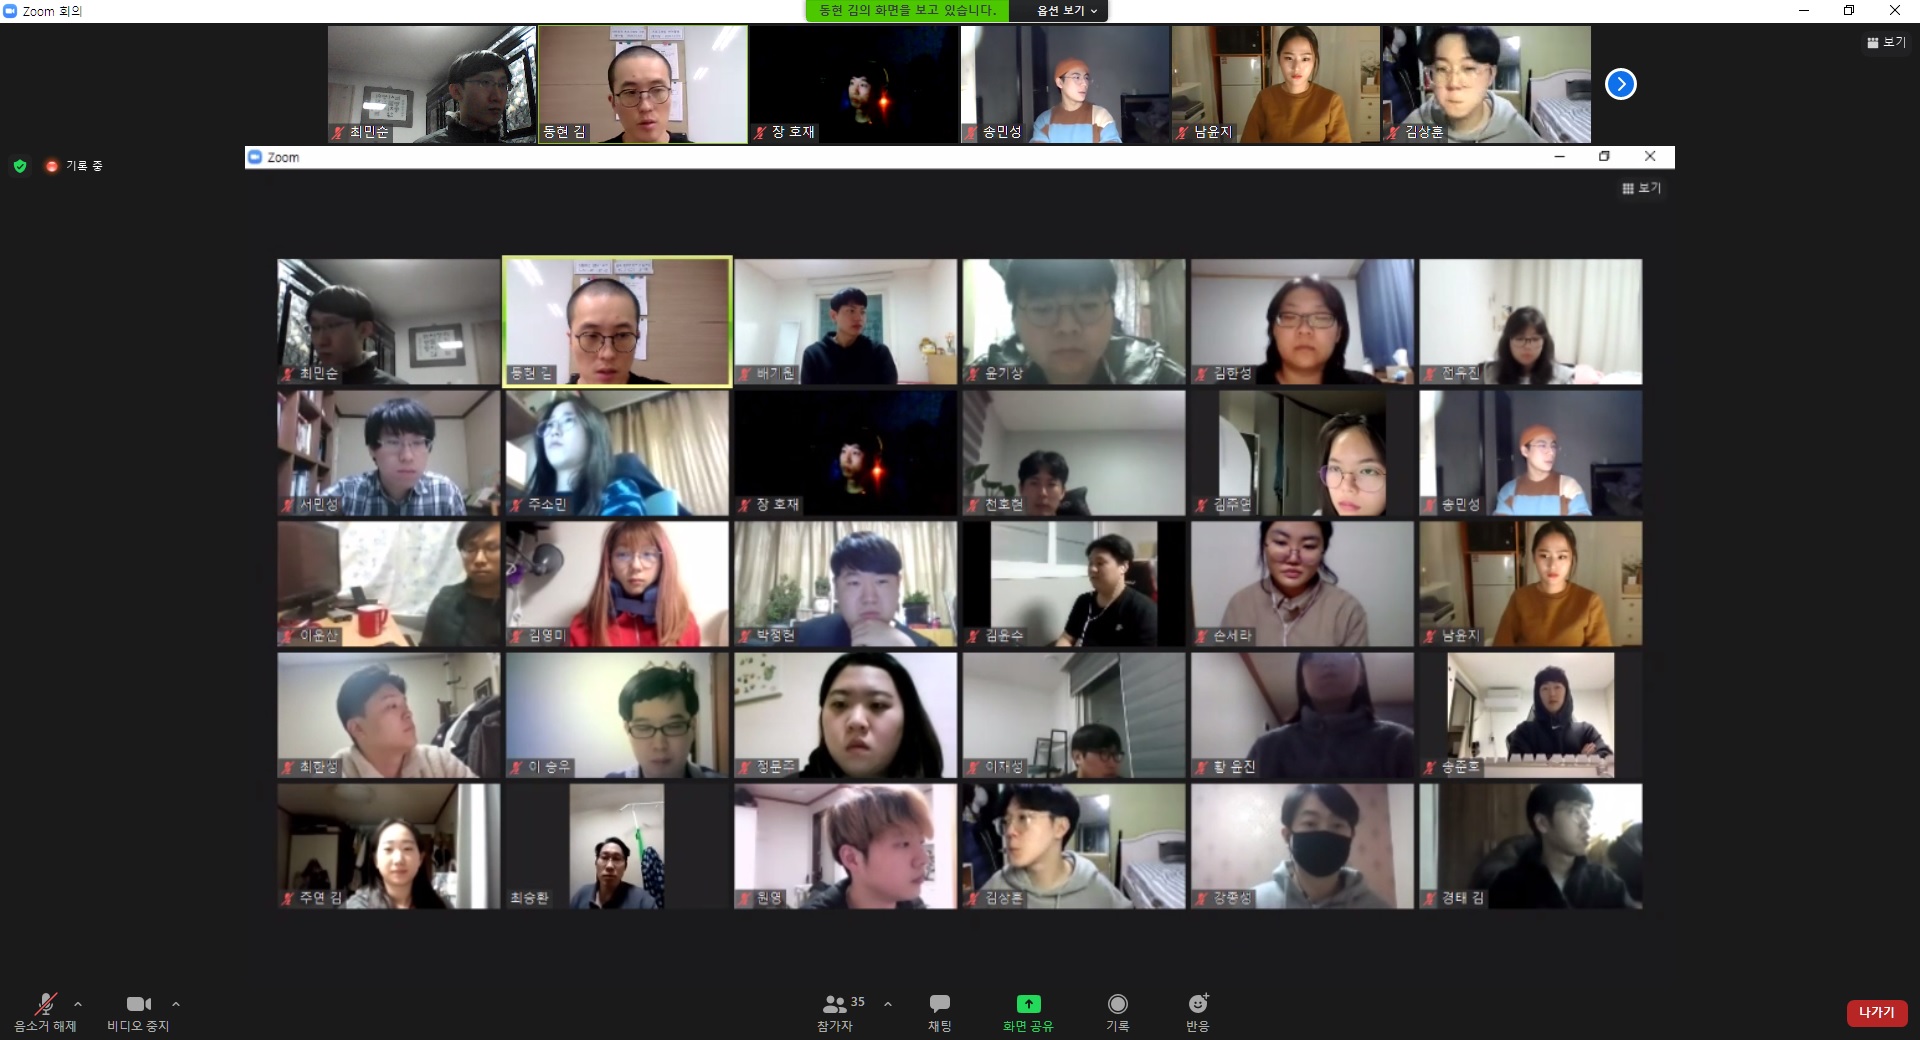 Zoom 회의
동현 김의 화면을 보고 있습니다.
옵션 보기
보기
최민순
동현 김
장 호재
송민성
남윤지
김상훈
기록 중
Zoom
보기
최민순
동현 김
배기원
윤기상
김한성
전우진
서민성
주소민
장 호재
천호현
김주연
송민성
이운산
김영미
박정현
김윤수
손세라
남윤지
최한성
이 승우
정문주
이재성
황 윤진
송준호
주연 김
최승환
원영
김상훈
강종성
경태 김
음소거 해제
비디오 중지
35
참가자
채팅
화면 공유
기록
반응
나가기